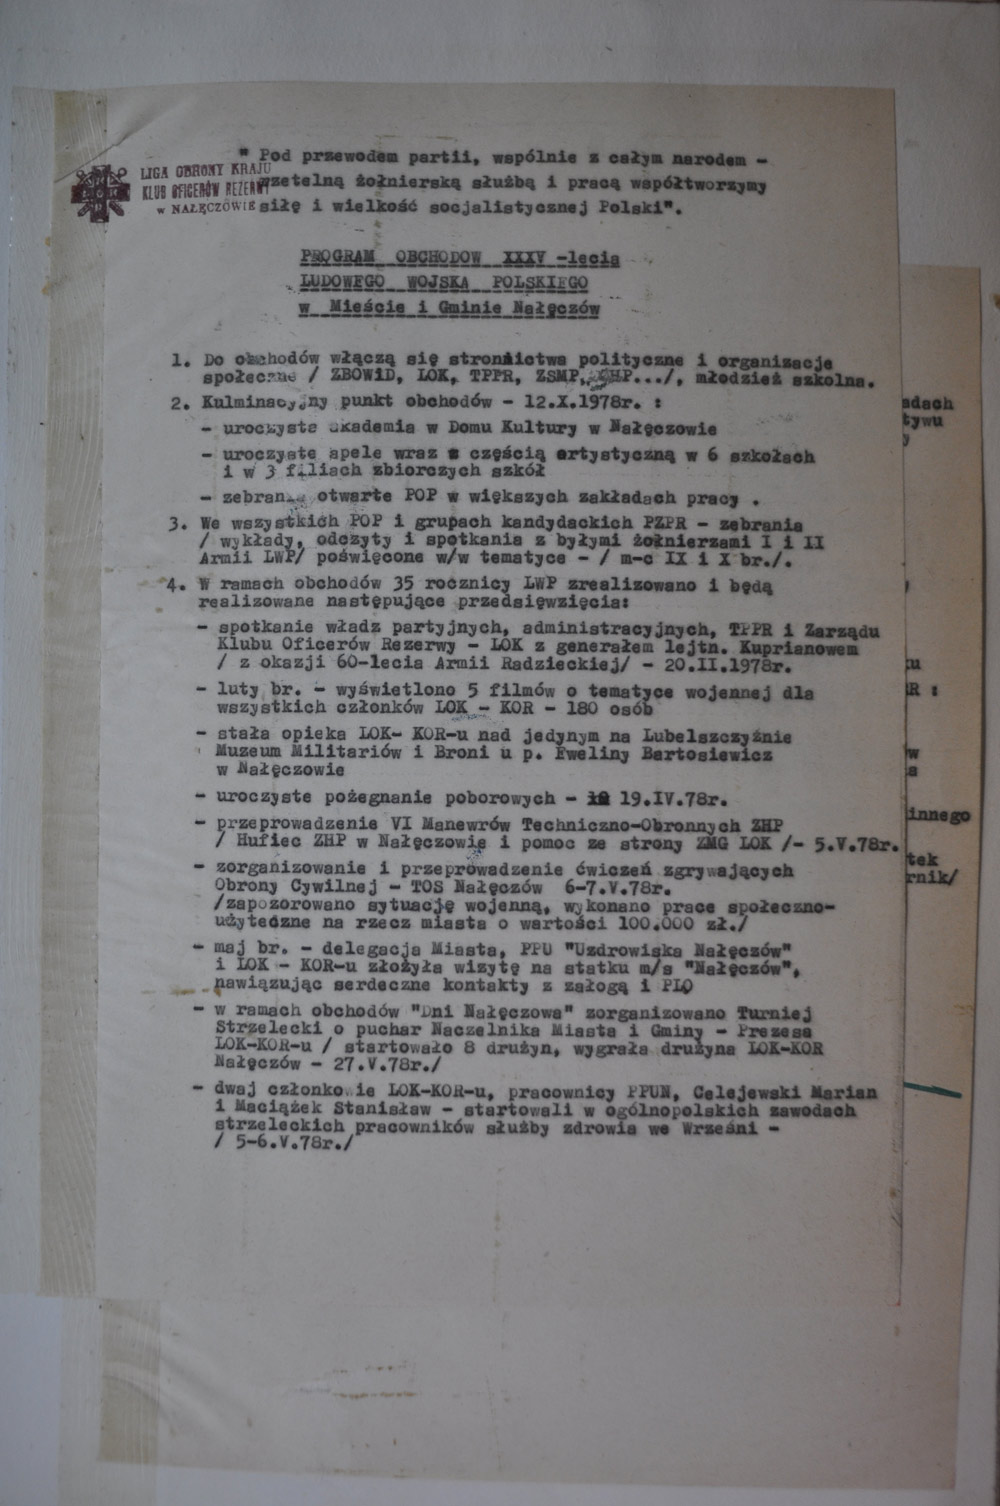 " Pod przewodem partii, wspólnie z całym narodem -
LIGA OBRONY KRAJU
KLUB OFICERÓW REZERWY
w NAŁĘCZOWIE
rzetelną żołnierską służbą i pracą współtworzymy
siłę i wielkość socjalistycznej Polski".
PROGRAM OBCHODOW XXXV -lecia
LUDOWEGO WOJSKA POLSKIEGO
w Mieście i Gminie Nałęczów
1. Do obchodów włączą się stronnictwa polityczne i organizacje
społeczne / ZBOWiD, LOK, TPPR, ZSMP, ZHP.../, młodzież szkolna.
2. Kulminacyjny punkt obchodów - 12.X.1978r. :
- uroczysta akademia w Domu Kultury w Nałęczowie
- uroczyste apele wraz z częścią artystyczną w 6 szkołach
i w 3 filiach zbiorczych szkół
- zebrania otwarte POP w większych zakładach pracy .
3. We wszystkich POP i grupach kandydackich PZPR - zebrania
/ wykłady, odczyty i spotkania z byłymi żołnierzami I i II
Armii LWP/ poświęcone w/w tematyce - / m-c IX i X br./.
4. W ramach obchodów 35 rocznicy LWP zrealizowano i będą
realizowane następujące przedsięwzięcia:
- spotkanie władz partyjnych, administracyjnych, TPPR i Zarządu
Klubu Oficerów Rezerwy - LOK z generałem lejtn. Kuprianowem
/ z okazji 60-lecia Armii Radzieckiej/ - 20.II.1978r.
- luty br. - wyświetlono 5 filmów o tematyce wojennej dla
wszystkich członków LOK - KOR - 180 osób
- stała opieka LOK- KOR-u nad jedynym na Lubelszczyźnie
Muzeum Militariów i Broni u p. Eweliny Bartosiewicz
w Nałęczowie
- uroczyste pożegnanie poborowych - 19.IV.78r.
- przeprowadzenie VI Manewrów Techniczno-Obronnych ZHP
/ Hufiec ZHP w Nałęczowie i pomoc ze strony ZMG LOK /- 5.V.78r.
- zorganizowanie i przeprowadzenie ćwiczeń zgrywających
Obrony Cywilnej - TOS Nałęczów 6-7.V.78r.
/zapozorowano sytuację wojenną, wykonano prace społeczno-
użyteczne na rzecz miasta o wartości 100.000 zł./
- maj br. - delegacja Miasta, PPU "Uzdrowiska Nałęczów"
i LOK - KOR-u złożyła wizytę na statku m/s "Nałęczów",
nawiązując serdeczne kontakty z załogą i PLO
- w ramach obchodów "Dni Nałęczowa" zorganizowano Turniej
Strzelecki o puchar Naczelnika Miasta i Gminy - Prezesa
LOK-KOR-u / startowało 8 drużyn, wygrała drużyna LOK-KOR
Nałęczów - 27.V.78r./
- dwaj członkowie LOK-KOR-u, pracownicy PPUN, Celejewski Marian
i Maciążek Stanisław - startowali w ogólnopolskich zawodach
strzeleckich pracowników służby zdrowia we Wrześni -
/ 5-6.V.78r./
adach
tywu
y
ku
R :
w
a
innego
tek
rnik/